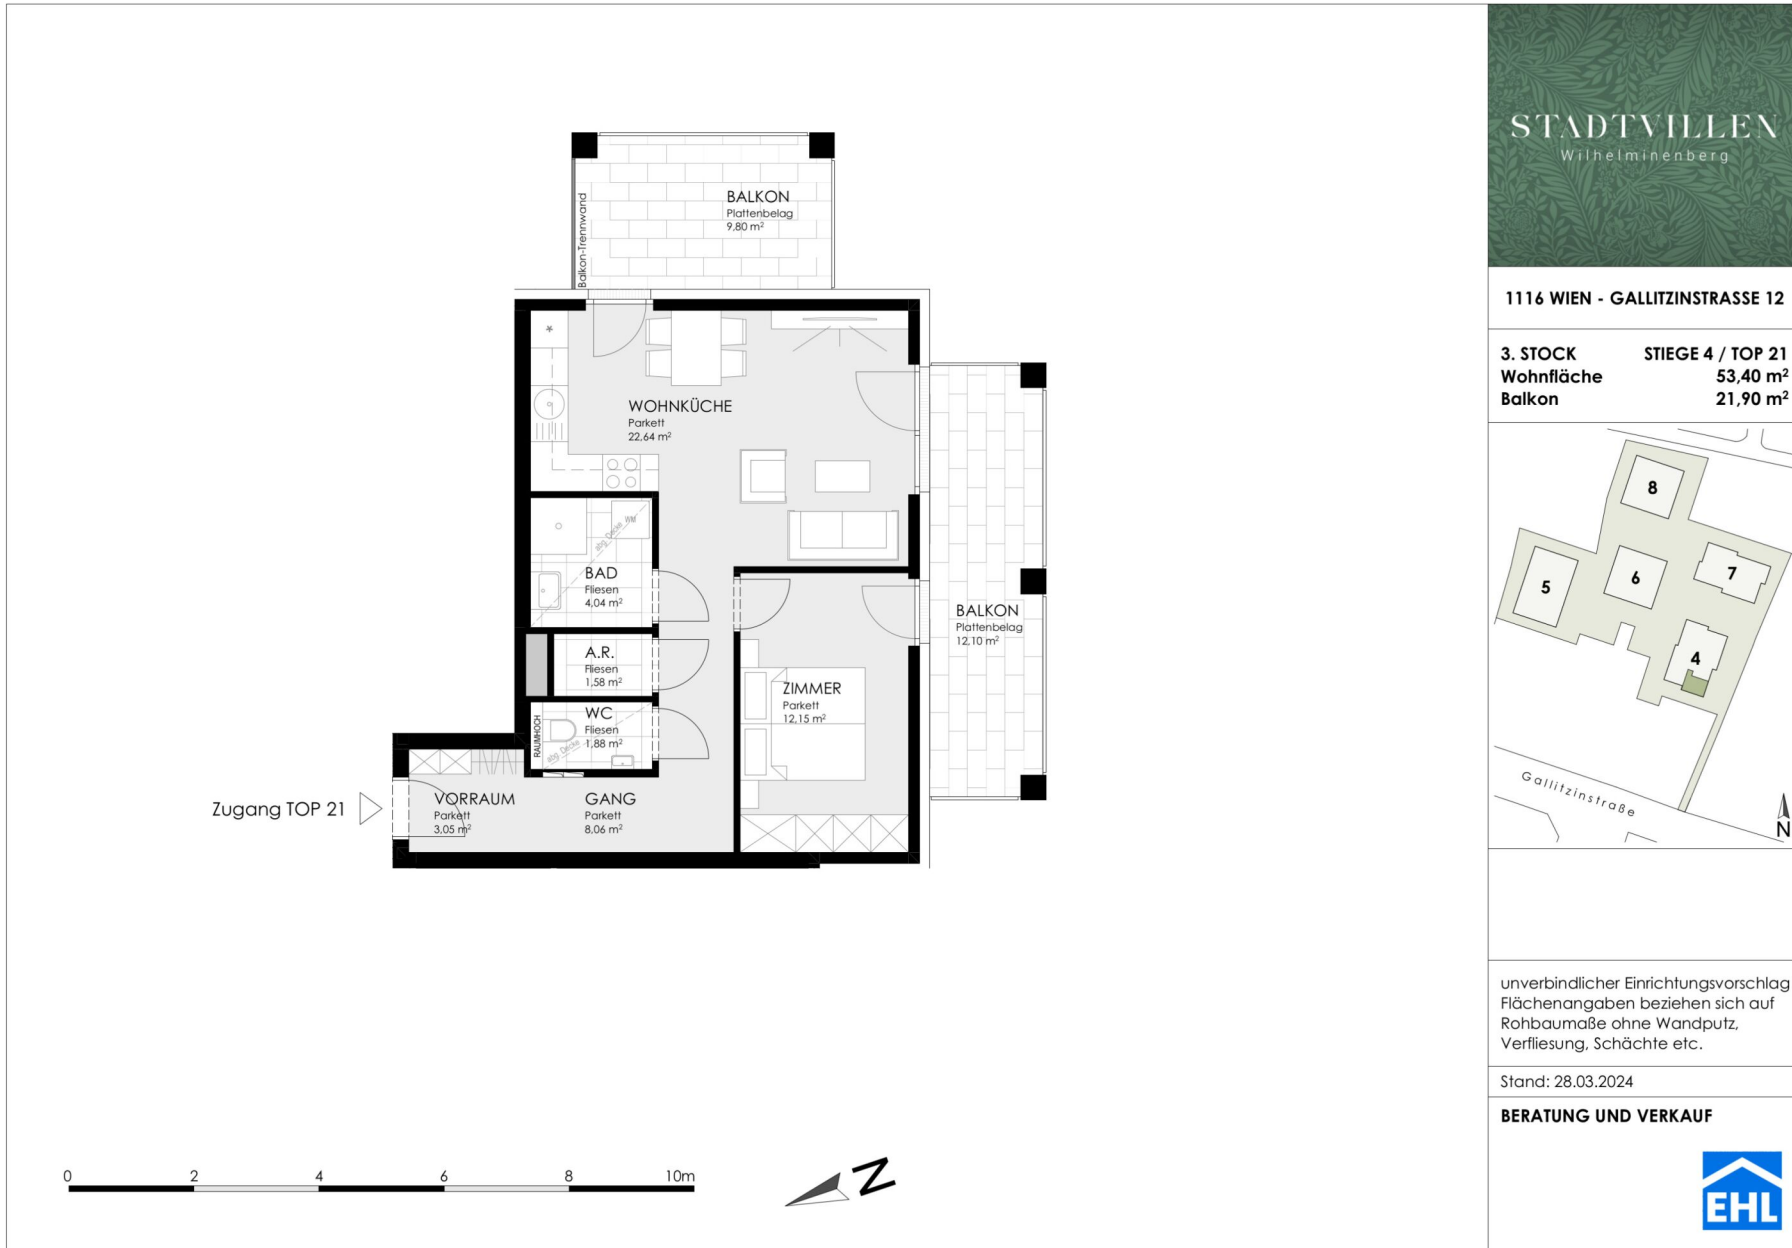 BALKON
Plattenbelag
9,80 m²
Balkon-Trennwand
WOHNKÜCHE
Parkett
22,64 m²
WM
abg. Decke
BAD
Fliesen
4,04 m²
A.R.
Fliesen
1,58 m²
WC
Fliesen
1,88 m²
RAUMHOCH
abg. Decke
BALKON
Plattenbelag
12,10 m²
ZIMMER
Parkett
12,15 m²
Zugang TOP 21
VORRAUM
Parkett
3,05 m²
GANG
Parkett
8,06 m²
0 2 4 6 8 10m
N
STADTVILLEN
Wilhelminenberg
1116 WIEN - GALLITZINSTRASSE 12
3. STOCK STIEGE 4 / TOP 21
Wohnfläche 53,40 m²
Balkon 21,90 m²
8
5
6
7
4
Gallitzinstraße
N
unverbindlicher Einrichtungsvorschlag
Flächenangaben beziehen sich auf
Rohbaumaße ohne Wandputz,
Verfliesung, Schächte etc.
Stand: 28.03.2024
BERATUNG UND VERKAUF
EHL